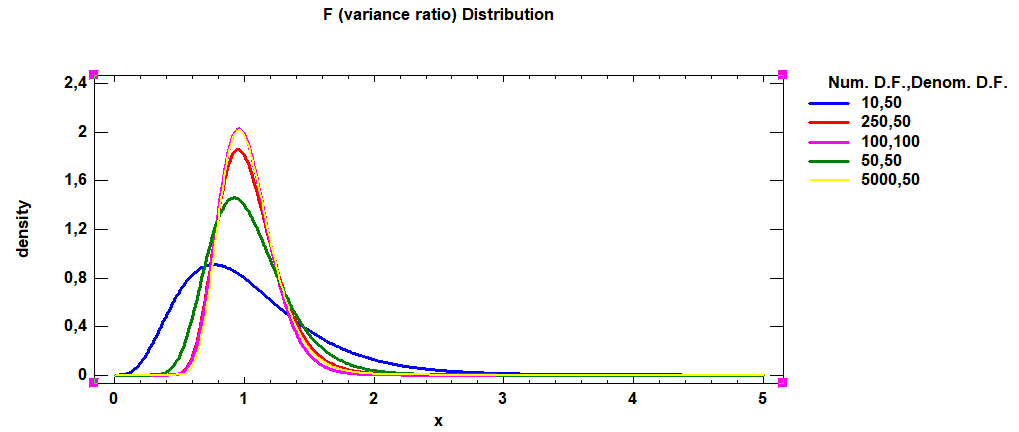 F (variance ratio) Distribution
Num. D.F.,Denom. D.F.
10,50
250,50
100,100
50,50
5000,50
density
2,4
2
1,6
1,2
0,8
0,4
0
0 1 2 3 4 5
x